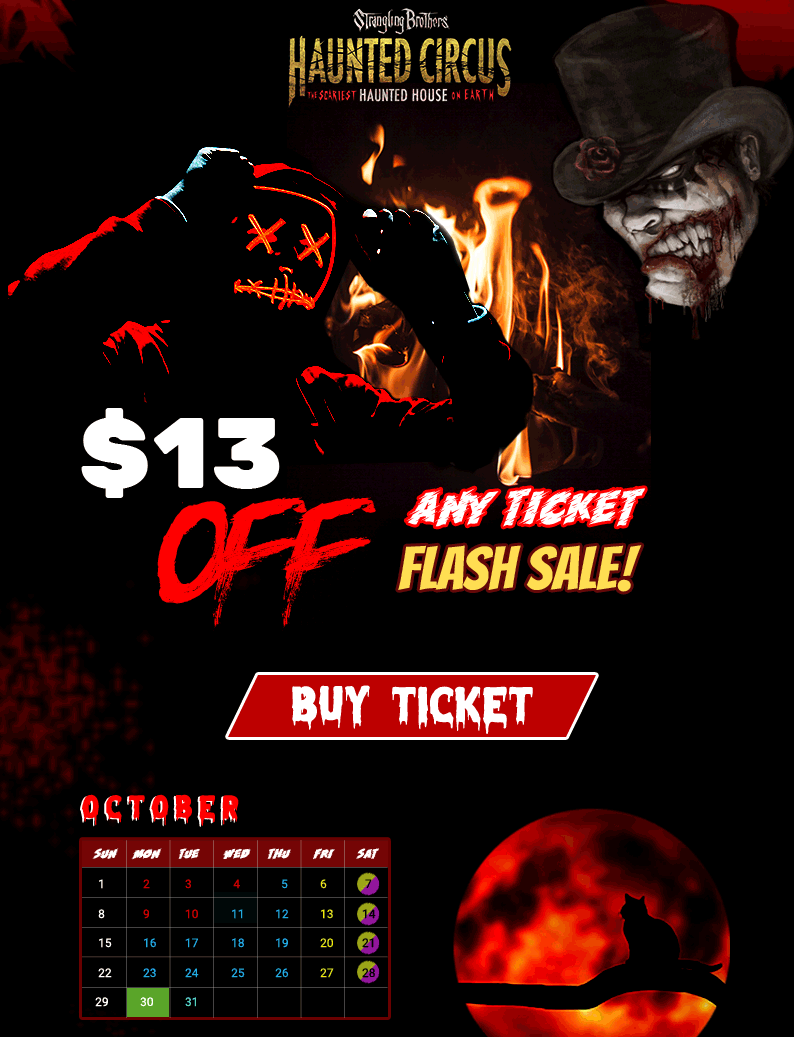 Strangling Brothers
HAUNTED CIRCUS
THE SCARIEST HAUNTED HOUSE ON EARTH
$13
OFF
ANY TICKET
FLASH SALE!
BUY TICKET
OCTOBER
SUN MON TUE WED THU FRI SAT
1 2 3 4 5 6 7
8 9 10 11 12 13 14
15 16 17 18 19 20 21
22 23 24 25 26 27 28
29 30 31